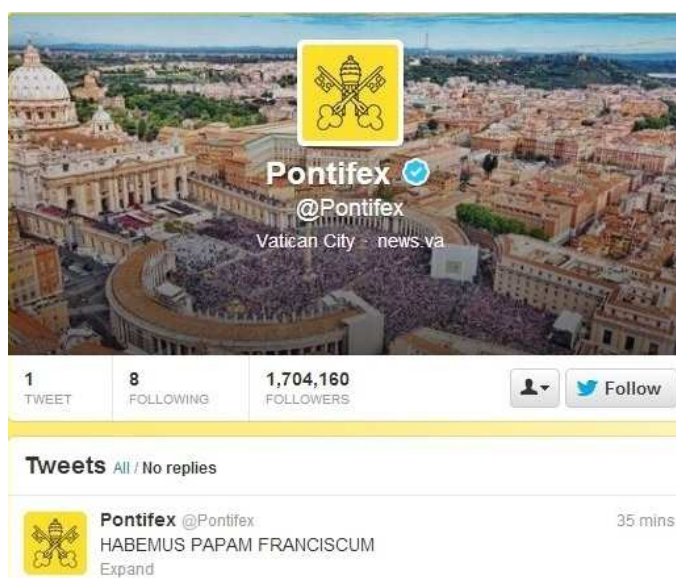 Pontifex
@Pontifex
Vatican City · news.va
1
TWEET
8
FOLLOWING
1,704,160
FOLLOWERS
Follow
Tweets All / No replies
Pontifex @Pontifex 35 mins
HABEMUS PAPAM FRANCISCUM
Expand